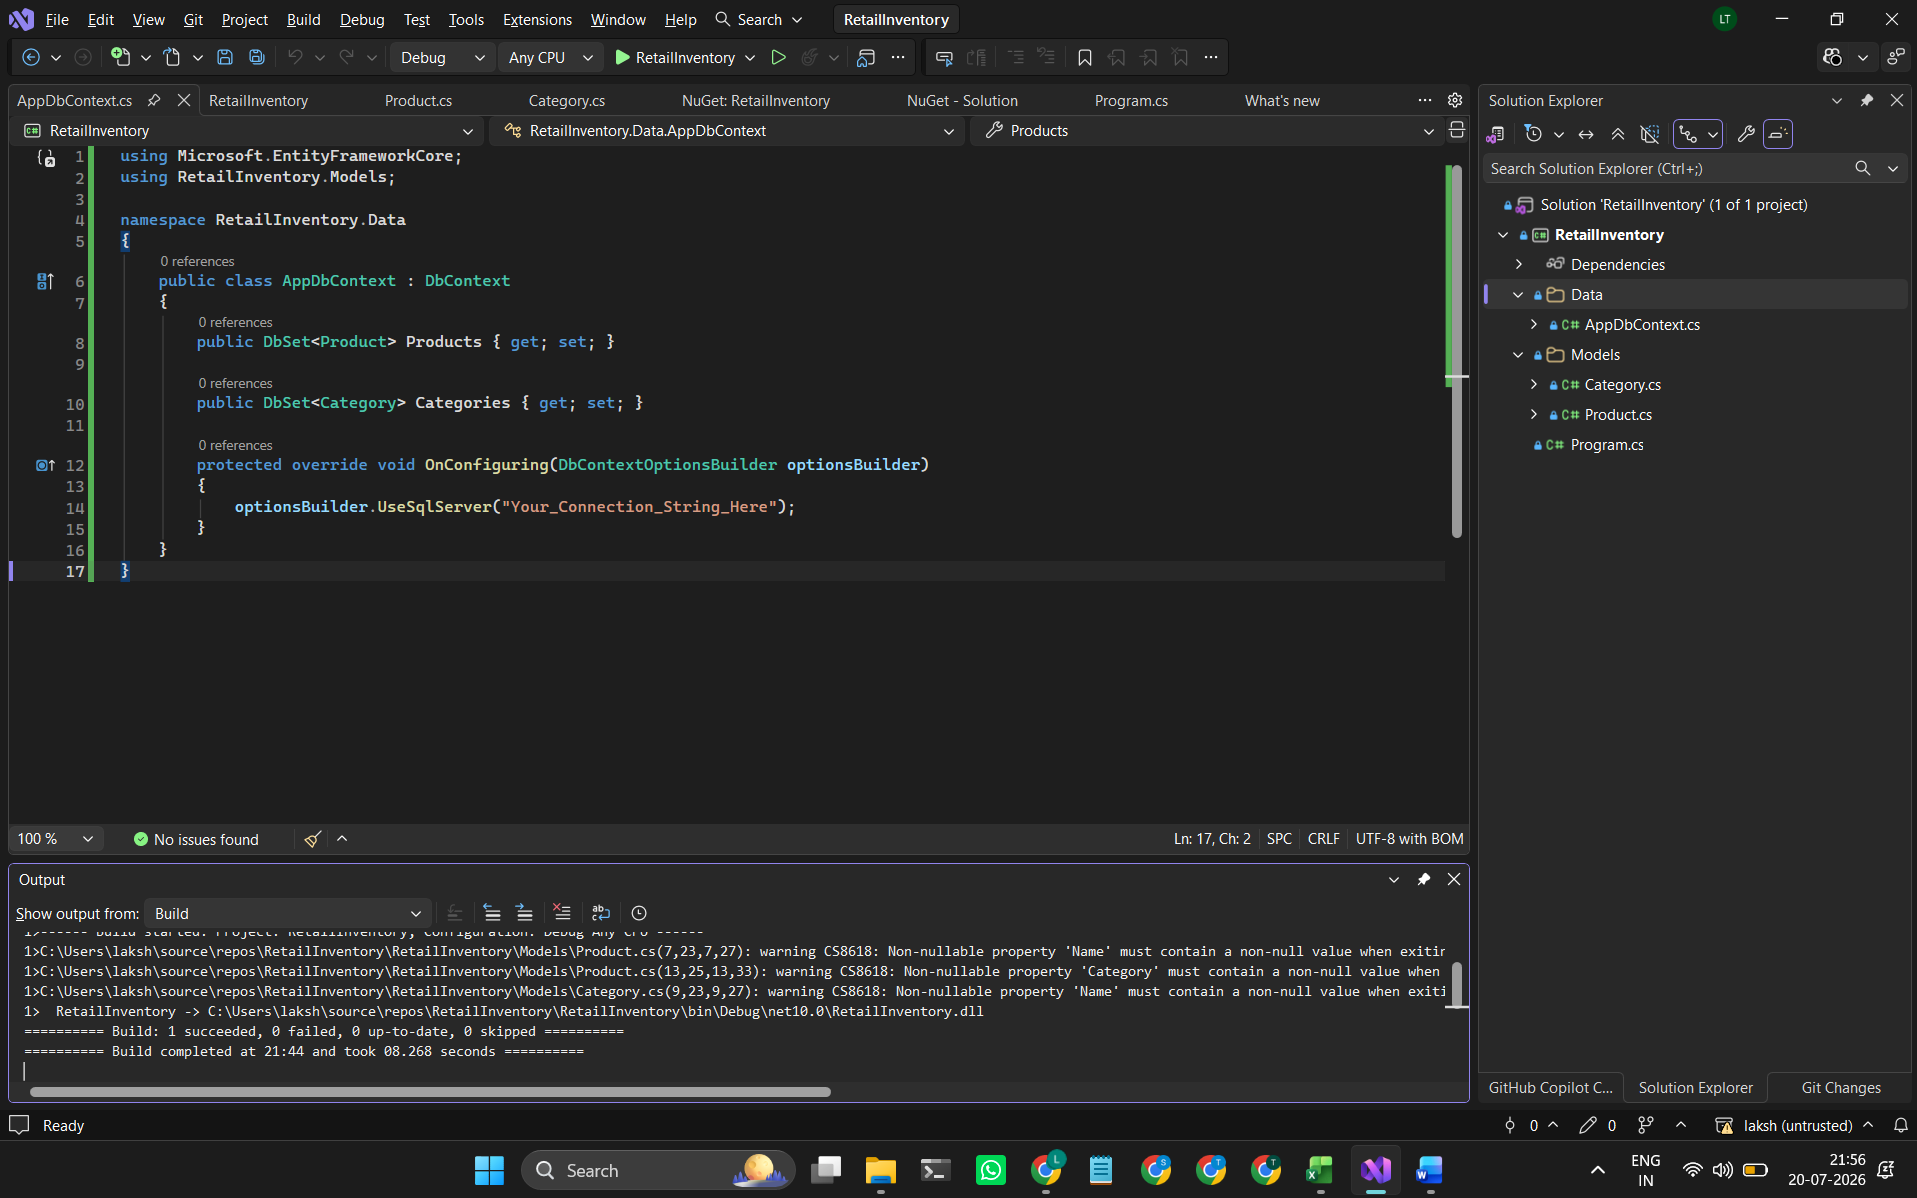 File Edit View Git Project Build Debug Test Tools Extensions Window Help Search RetailInventory LT
Debug Any CPU RetailInventory
AppDbContext.cs RetailInventory Product.cs Category.cs NuGet: RetailInventory NuGet - Solution Program.cs What's new
RetailInventory RetailInventory.Data.AppDbContext Products
1 using Microsoft.EntityFrameworkCore;
2 using RetailInventory.Models;
3
4 namespace RetailInventory.Data
5 {
0 references
6 public class AppDbContext : DbContext
7 {
0 references
8 public DbSet<Product> Products { get; set; }
9
0 references
10 public DbSet<Category> Categories { get; set; }
11
0 references
12 protected override void OnConfiguring(DbContextOptionsBuilder optionsBuilder)
13 {
14 optionsBuilder.UseSqlServer("Your_Connection_String_Here");
15 }
16 }
17 }
100 % No issues found Ln: 17, Ch: 2 SPC CRLF UTF-8 with BOM
Output
Show output from: Build
1>------ Build started: Project: RetailInventory, Configuration: Debug Any CPU ------
1>C:\Users\laksh\source\repos\RetailInventory\RetailInventory\Models\Product.cs(7,23,7,27): warning CS8618: Non-nullable property 'Name' must contain a non-null value when exitin
1>C:\Users\laksh\source\repos\RetailInventory\RetailInventory\Models\Product.cs(13,25,13,33): warning CS8618: Non-nullable property 'Category' must contain a non-null value when
1>C:\Users\laksh\source\repos\RetailInventory\RetailInventory\Models\Category.cs(9,23,9,27): warning CS8618: Non-nullable property 'Name' must contain a non-null value when exiti
1> RetailInventory -> C:\Users\laksh\source\repos\RetailInventory\RetailInventory\bin\Debug\net10.0\RetailInventory.dll
========== Build: 1 succeeded, 0 failed, 0 up-to-date, 0 skipped ==========
========== Build completed at 21:44 and took 08.268 seconds ==========
Solution Explorer
Search Solution Explorer (Ctrl+;)
Solution 'RetailInventory' (1 of 1 project)
RetailInventory
Dependencies
Data
C# AppDbContext.cs
Models
C# Category.cs
C# Product.cs
C# Program.cs
GitHub Copilot C... Solution Explorer Git Changes
Ready 0 0 laksh (untrusted)
Search ENG 21:56
IN 20-07-2026